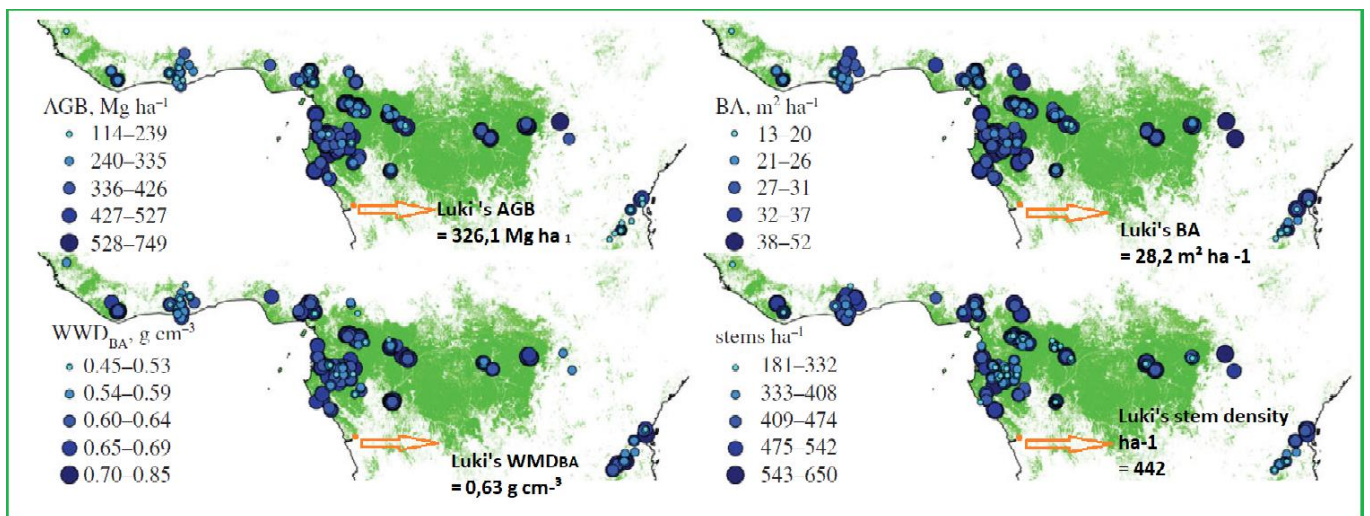 AGB, Mg ha⁻¹
114–239
240–335
336–426
427–527
528–749
Luki 's AGB
= 326,1 Mg ha ₁
BA, m² ha⁻¹
13–20
21–26
27–31
32–37
38–52
Luki's BA
= 28,2 m² ha -1
WWD_BA, g cm⁻³
0.45–0.53
0.54–0.59
0.60–0.64
0.65–0.69
0.70–0.85
Luki's WMDBA
= 0,63 g cm-³
stems ha⁻¹
181–332
333–408
409–474
475–542
543–650
Luki's stem density
ha-1
= 442